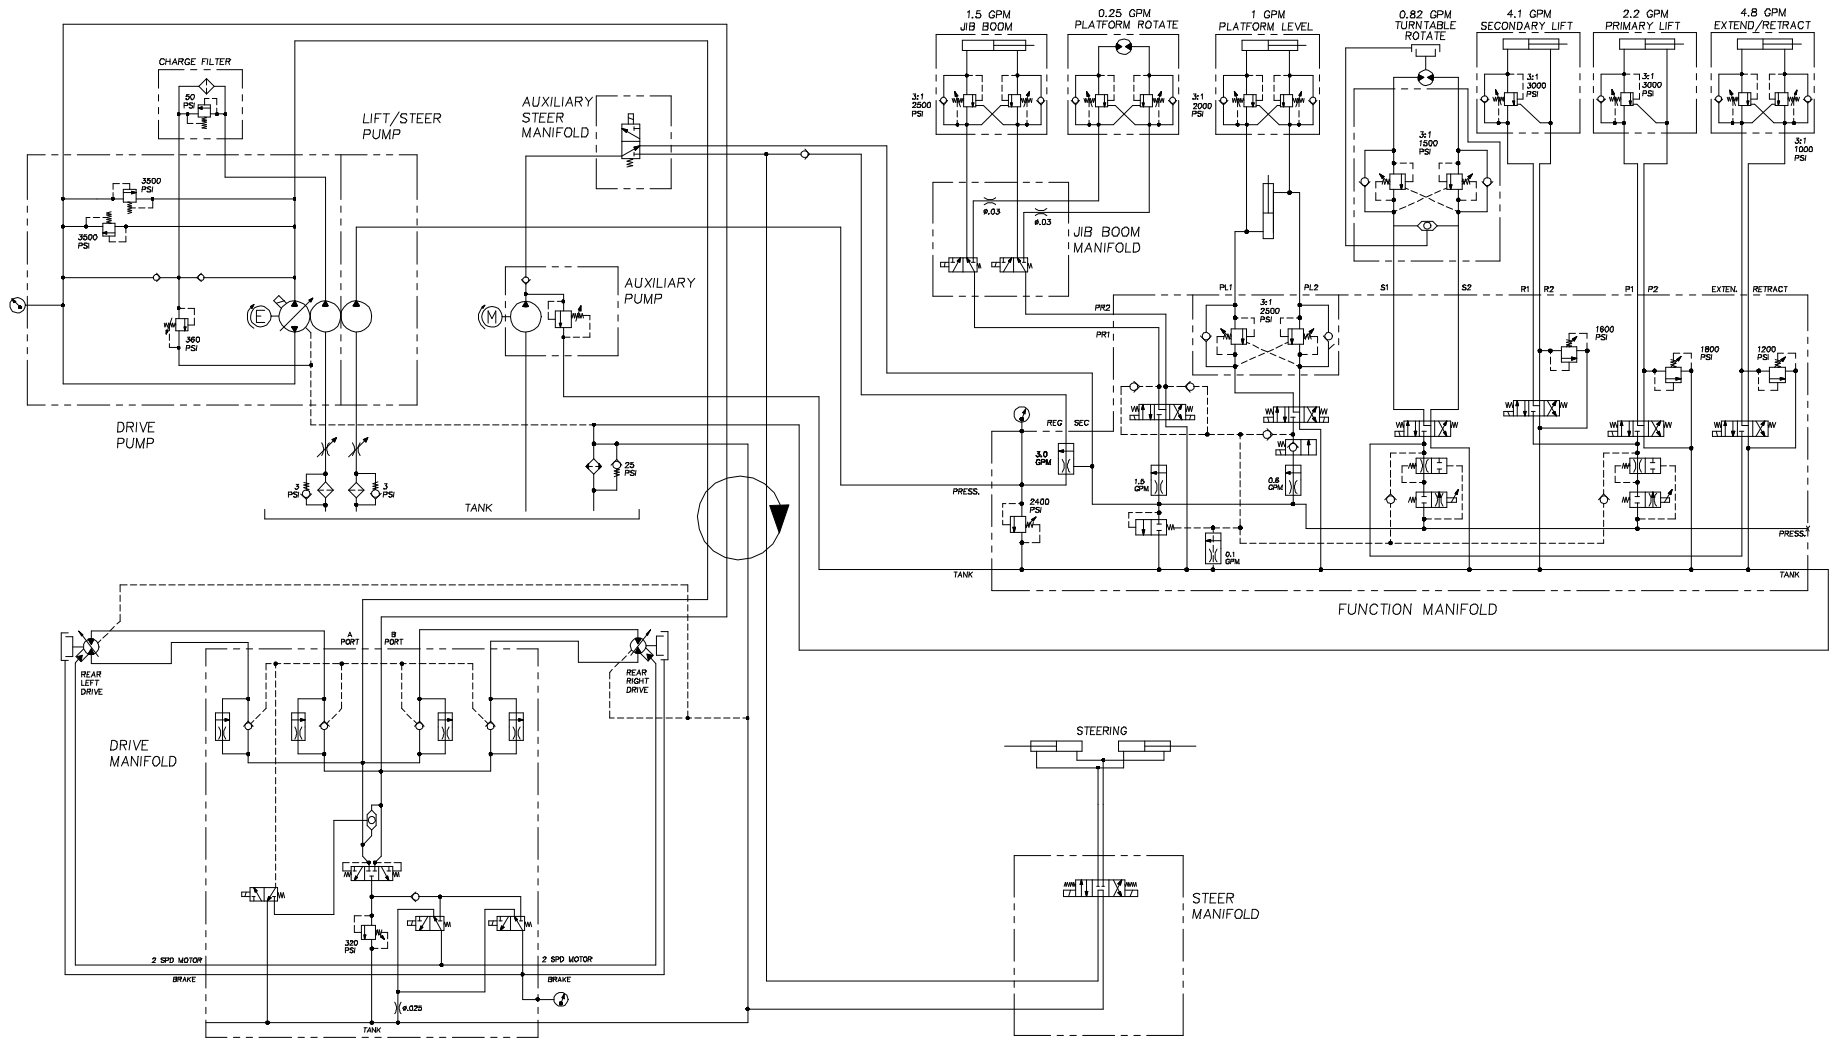 1.5 GPM
JIB BOOM
0.25 GPM
PLATFORM ROTATE
1 GPM
PLATFORM LEVEL
0.82 GPM
TURNTABLE
ROTATE
4.1 GPM
SECONDARY LIFT
2.2 GPM
PRIMARY LIFT
4.8 GPM
EXTEND/RETRACT
CHARGE FILTER
50
PSI
LIFT/STEER
PUMP
AUXILIARY
STEER
MANIFOLD
3:1
2500
PSI
3:1
2000
PSI
3:1
3000
PSI
3:1
3000
PSI
3:1
1500
PSI
3:1
1000
PSI
3500
PSI
3500
PSI
ø.03
ø.03
JIB BOOM
MANIFOLD
AUXILIARY
PUMP
E
M
360
PSI
PL1
PL2
S1
S2
R1
R2
P1
P2
EXTEN.
RETRACT
PR2
PR1
3:1
2500
PSI
1600
PSI
1800
PSI
1200
PSI
DRIVE
PUMP
REG
SEC
3.0
GPM
25
PSI
3
PSI
3
PSI
TANK
PRESS.
2400
PSI
1.5
GPM
0.6
GPM
0.1
GPM
PRESS.
TANK
TANK
FUNCTION MANIFOLD
A
PORT
B
PORT
REAR
LEFT
DRIVE
REAR
RIGHT
DRIVE
DRIVE
MANIFOLD
STEERING
STEER
MANIFOLD
320
PSI
2 SPD MOTOR
2 SPD MOTOR
BRAKE
BRAKE
ø.025
TANK